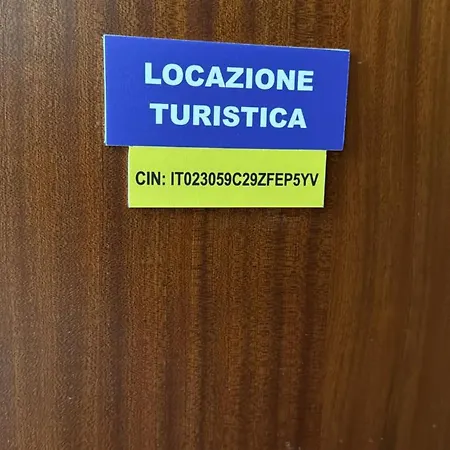 LOCAZIONE
TURISTICA
CIN: IT023059C29ZFEP5YV